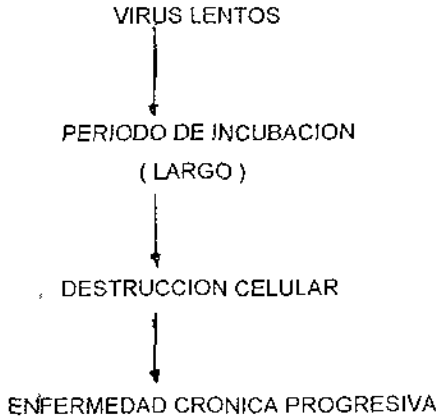 VIRUS LENTOS
PERIODO DE INCUBACION
( LARGO )
DESTRUCCION CELULAR
ENFERMEDAD CRONICA PROGRESIVA